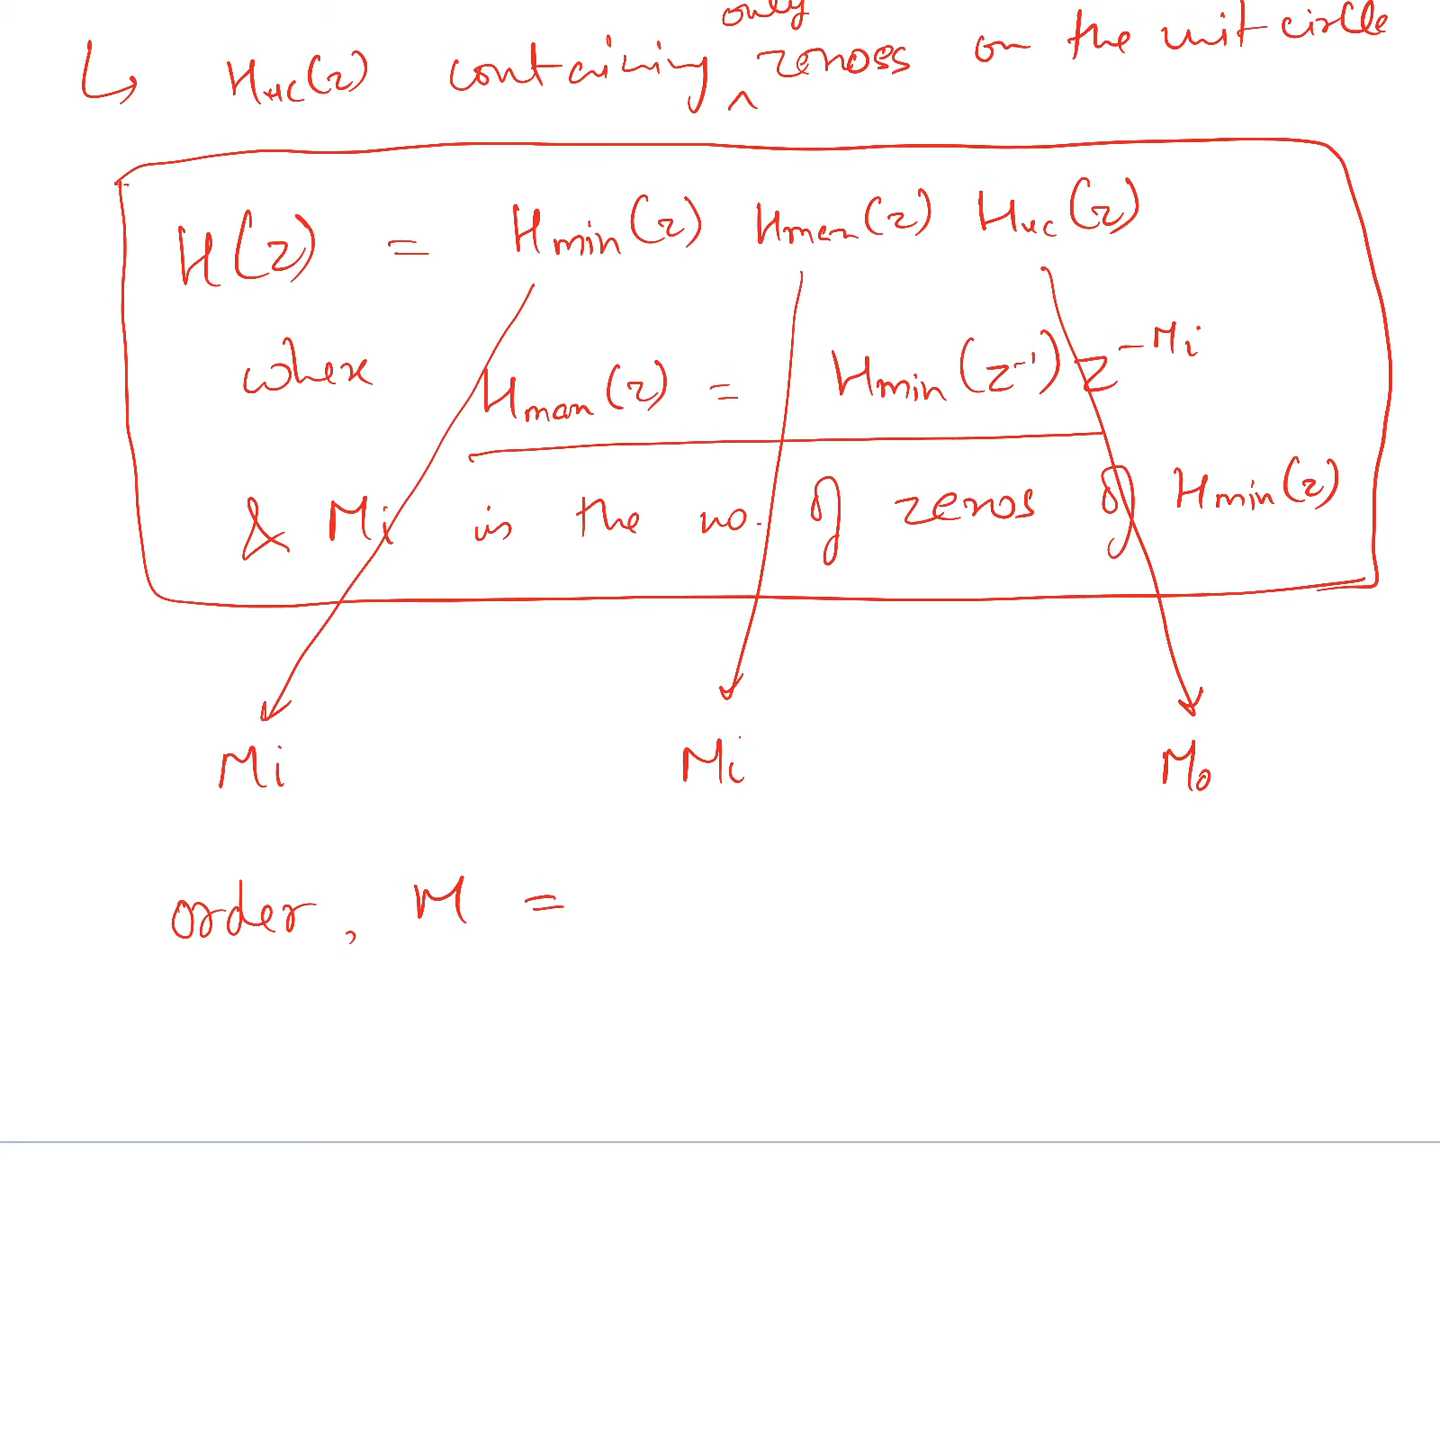 only
↳ Huc(z) containing ^ zeross on the unit circle
H(z) = Hmin(z) Hmax(z) Huc(z)
where Hmax(z) = Hmin(z⁻¹) z^-Mi
& Mi is the no. of zeros of Hmin(z)
Mi Mi Mo
order, M =